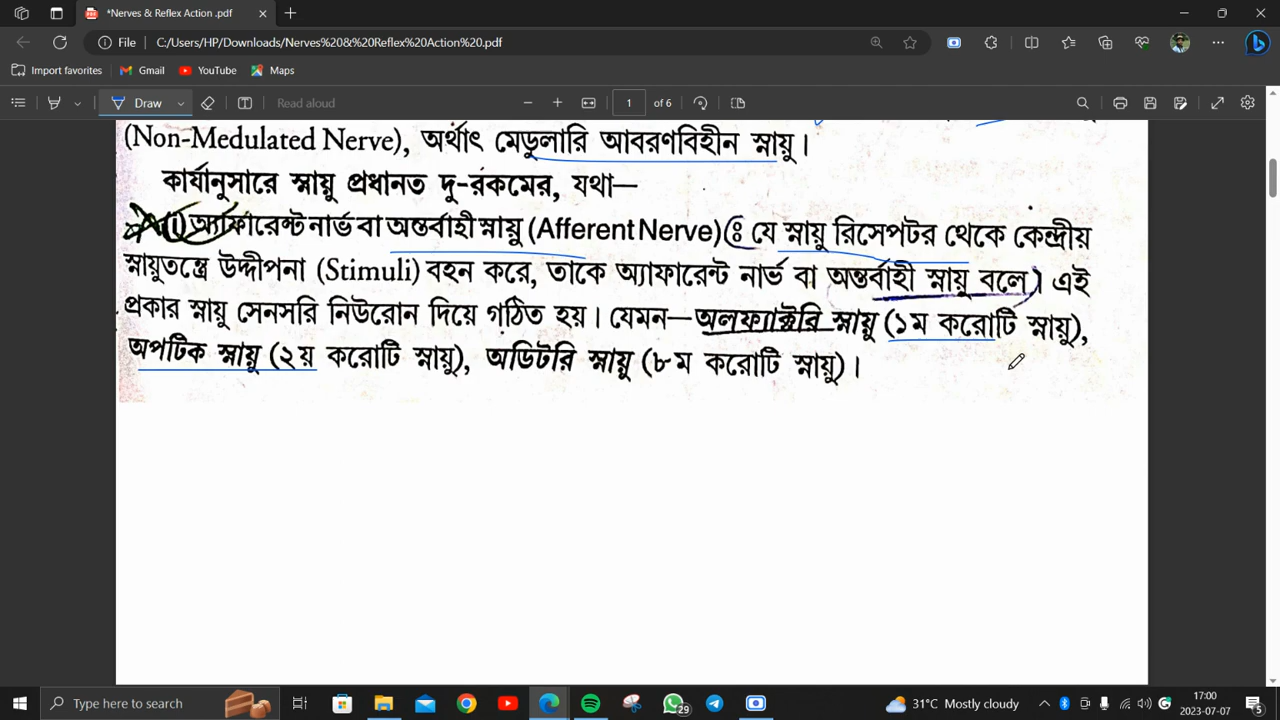 *Nerves & Reflex Action .pdf
File C:/Users/HP/Downloads/Nerves%20&%20Reflex%20Action%20.pdf
Import favorites Gmail YouTube Maps
Draw Read aloud 1 of 6
(Non-Medulated Nerve), অর্থাৎ মেডুলারি আবরণবিহীন স্নায়ু।
কার্যানুসারে স্নায়ু প্রধানত দু-রকমের, যথা—
(i) অ্যাফারেন্ট নার্ভ বা অন্তর্বাহী স্নায়ু (Afferent Nerve) ঃ যে স্নায়ু রিসেপটর থেকে কেন্দ্রীয়
স্নায়ুতন্ত্রে উদ্দীপনা (Stimuli) বহন করে, তাকে অ্যাফারেন্ট নার্ভ বা অন্তর্বাহী স্নায়ু বলে। এই
প্রকার স্নায়ু সেনসরি নিউরোন দিয়ে গঠিত হয়। যেমন—অলফ্যাক্টরি স্নায়ু (১ম করোটি স্নায়ু),
অপটিক স্নায়ু (২য় করোটি স্নায়ু), অডিটরি স্নায়ু (৮ম করোটি স্নায়ু)।
Type here to search 29 31°C Mostly cloudy 17:00
2023-07-07 5